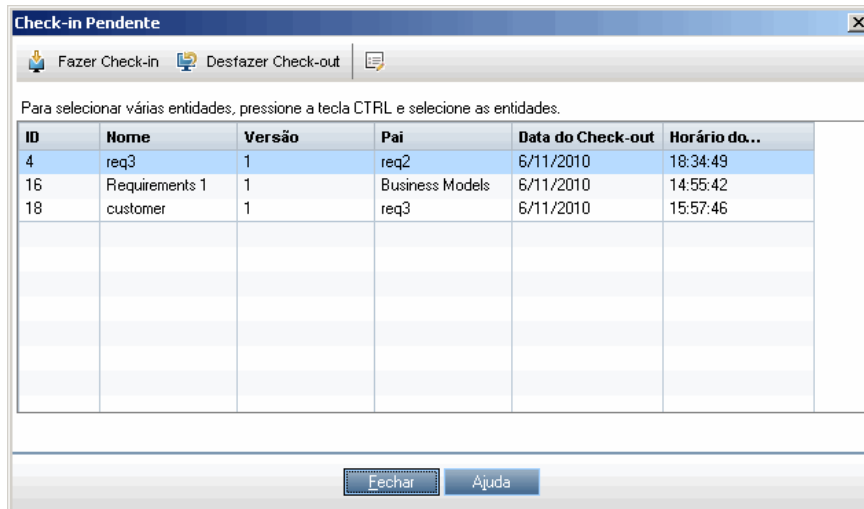 Check-in Pendente
Fazer Check-in Desfazer Check-out
Para selecionar várias entidades, pressione a tecla CTRL e selecione as entidades.
ID Nome Versão Pai Data do Check-out Horário do...
4 req3 1 req2 6/11/2010 18:34:49
16 Requirements 1 1 Business Models 6/11/2010 14:55:42
18 customer 1 req3 6/11/2010 15:57:46
Fechar Ajuda